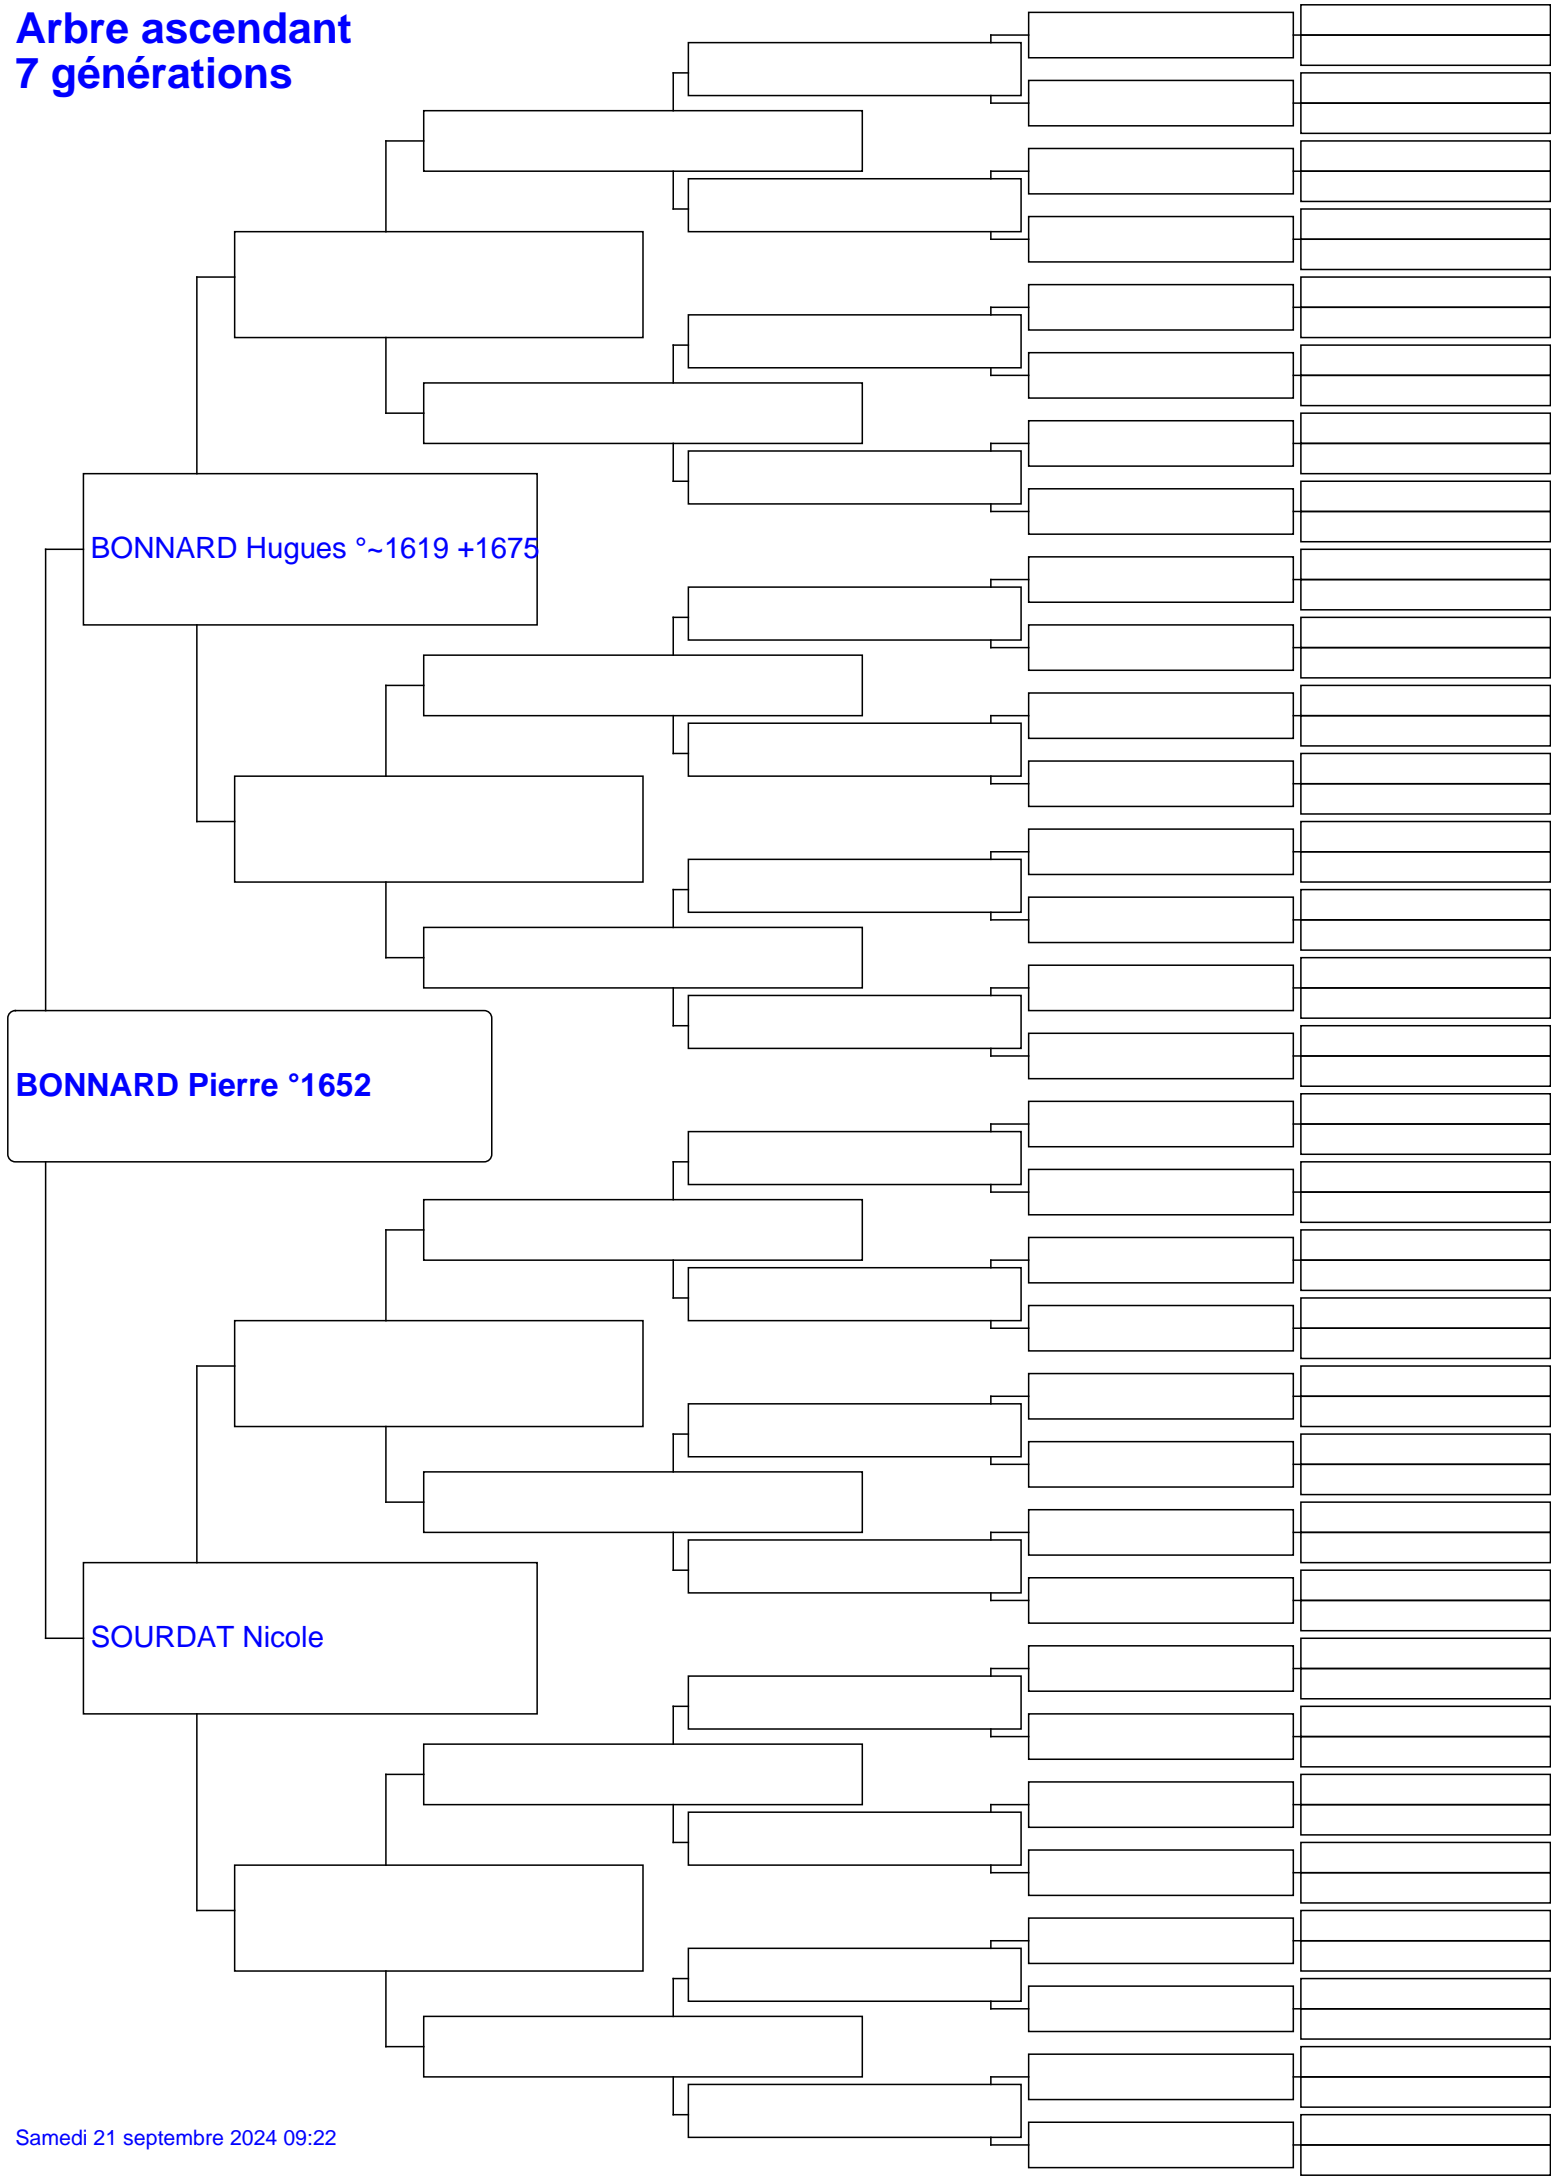 Arbre ascendant
7 générations
BONNARD Hugues °~1619 +1675
BONNARD Pierre °1652
SOURDAT Nicole
Samedi 21 septembre 2024 09:22